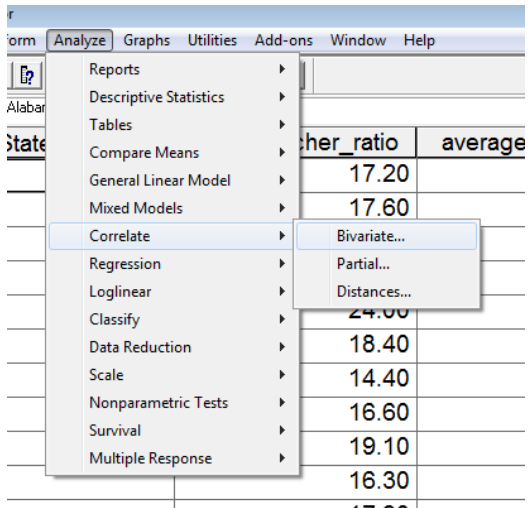 r
form Analyze Graphs Utilities Add-ons Window Help
Alabar
State cher_ratio average
Reports
Descriptive Statistics
Tables
Compare Means
General Linear Model
Mixed Models
Correlate
Regression
Loglinear
Classify
Data Reduction
Scale
Nonparametric Tests
Survival
Multiple Response
Bivariate...
Partial...
Distances...
17.20
17.60
24.00
18.40
14.40
16.60
19.10
16.30